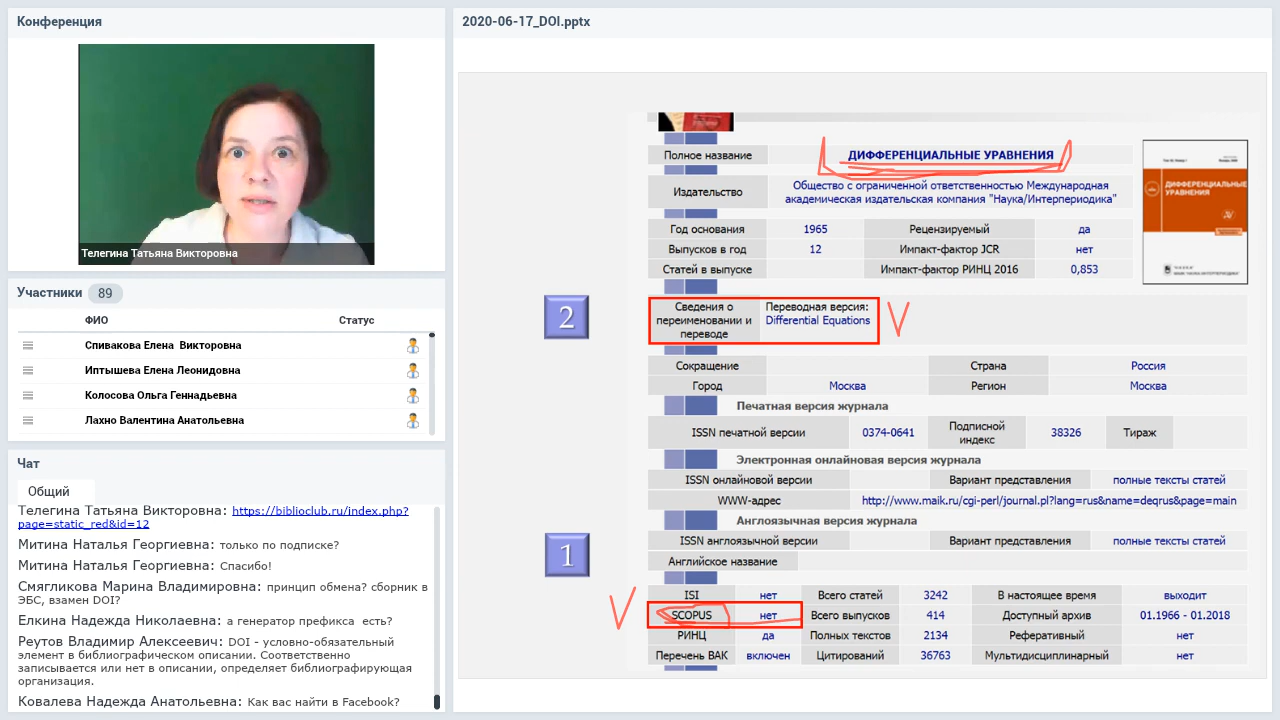 Конференция
Телегина Татьяна Викторовна
Участники 89
ФИО Статус
Спивакова Елена Викторовна
Иптышева Елена Леонидовна
Колосова Ольга Геннадьевна
Лахно Валентина Анатольевна
Чат
Общий
Телегина Татьяна Викторовна: https://biblioclub.ru/index.php?
page=static_red&id=12
Митина Наталья Георгиевна: только по подписке?
Митина Наталья Георгиевна: Спасибо!
Смягликова Марина Владимировна: принцип обмена? сборник в
ЭБС, взамен DOI?
Елкина Надежда Николаевна: а генератор префикса есть?
Реутов Владимир Алексеевич: DOI - условно-обязательный
элемент в библиографическом описании. Соответственно
записывается или нет в описании, определяет библиографирующая
организация.
Ковалева Надежда Анатольевна: Как вас найти в Facebook?
2020-06-17_DOI.pptx
Полное название ДИФФЕРЕНЦИАЛЬНЫЕ УРАВНЕНИЯ
Издательство Общество с ограниченной ответственностью Международная
академическая издательская компания "Наука/Интерпериодика"
Год основания 1965 Рецензируемый да
Выпусков в год 12 Импакт-фактор JCR нет
Статей в выпуске Импакт-фактор РИНЦ 2016 0,853
ДИФФЕРЕНЦИАЛЬНЫЕ
УРАВНЕНИЯ
2
Сведения о
переименовании и
переводе
Переводная версия:
Differential Equations
Сокращение Страна Россия
Город Москва Регион Москва
Печатная версия журнала
ISSN печатной версии 0374-0641 Подписной
индекс 38326 Тираж
Электронная онлайновая версия журнала
ISSN онлайновой версии Вариант представления полные тексты статей
WWW-адрес http://www.maik.ru/cgi-perl/journal.pl?lang=rus&name=deqrus&page=main
Англоязычная версия журнала
1
ISSN англоязычной версии Вариант представления полные тексты статей
Английское название
ISI нет Всего статей 3242 В настоящее время выходит
SCOPUS нет Всего выпусков 414 Доступный архив 01.1966 - 01.2018
РИНЦ да Полных текстов 2134 Реферативный нет
Перечень ВАК включен Цитирований 36763 Мультидисциплинарный нет